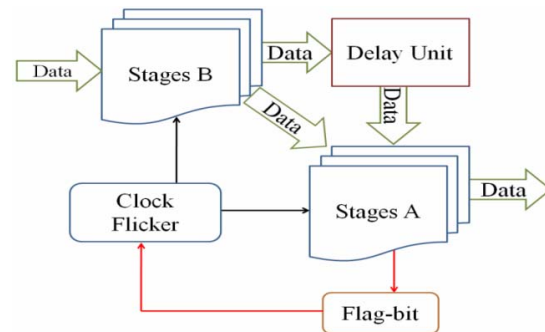 Data
Stages B
Data
Delay Unit
Data
Data
Clock
Flicker
Stages A
Data
Flag-bit